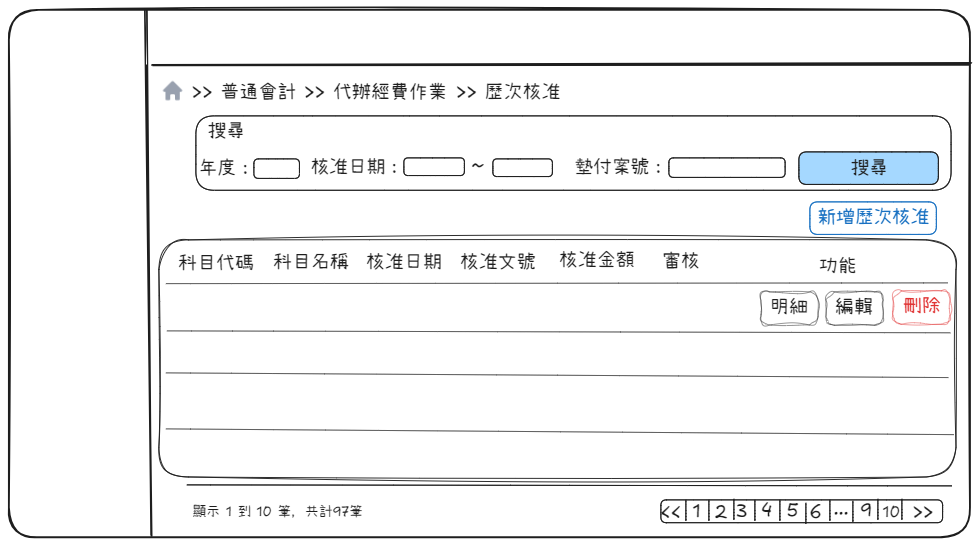 >> 普通會計 >> 代辦經費作業 >> 歷次核准
搜尋
年度： 核准日期： ~ 墊付案號： 搜尋
新增歷次核准
科目代碼 科目名稱 核准日期 核准文號 核准金額 審核 功能
明細 編輯 刪除
顯示 1 到 10 筆, 共計97筆
<< 1 2 3 4 5 6 ... 9 10 >>